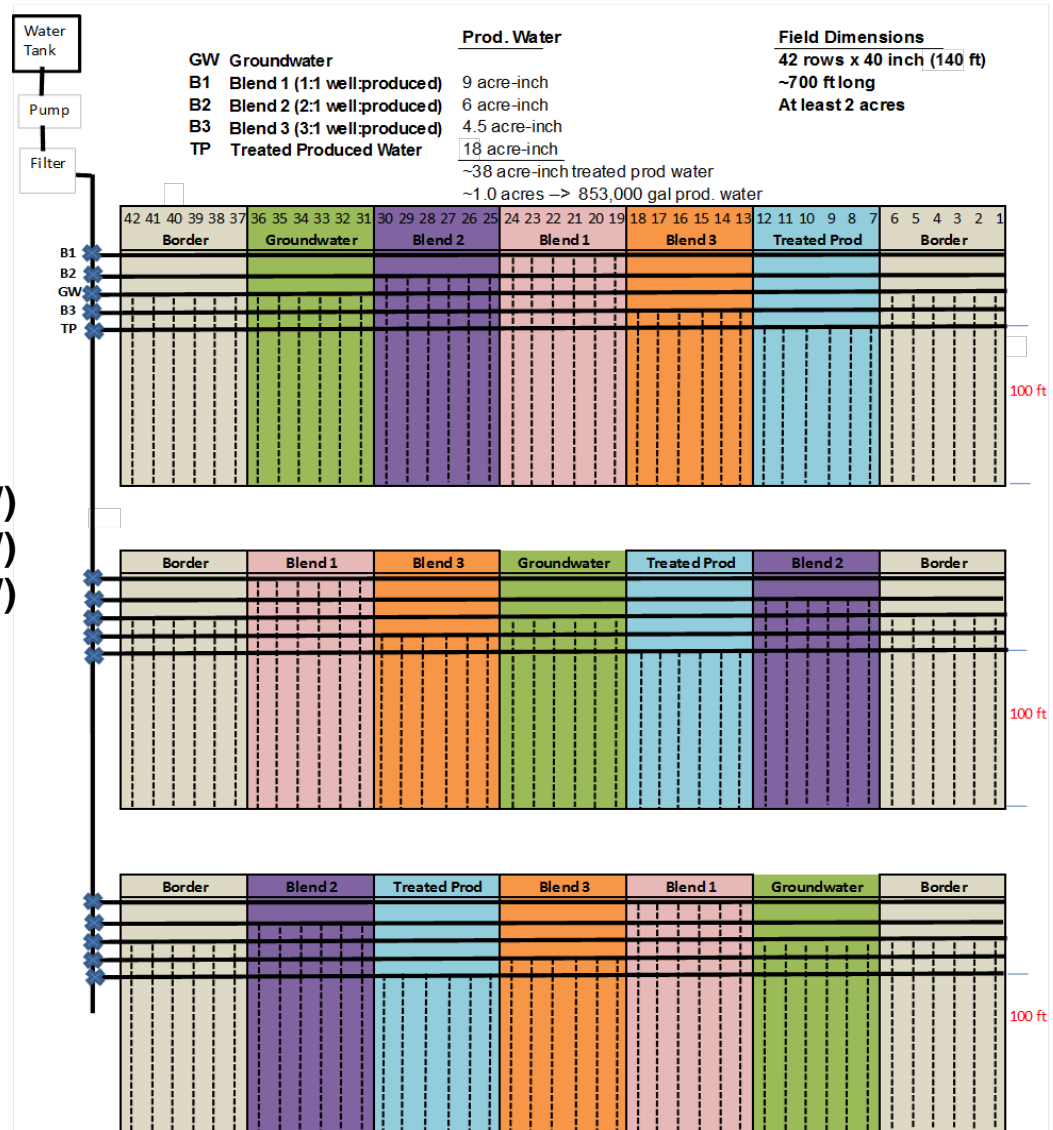 Water
Tank
Pump
Filter
Prod. Water
GW Groundwater
B1 Blend 1 (1:1 well:produced) 9 acre-inch
B2 Blend 2 (2:1 well:produced) 6 acre-inch
B3 Blend 3 (3:1 well:produced) 4.5 acre-inch
TP Treated Produced Water 18 acre-inch
~38 acre-inch treated prod water
~1.0 acres —> 853,000 gal prod. water
Field Dimensions
42 rows x 40 inch (140 ft)
~700 ft long
At least 2 acres
42 41 40 39 38 37 36 35 34 33 32 31 30 29 28 27 26 25 24 23 22 21 20 19 18 17 16 15 14 13 12 11 10 9 8 7 6 5 4 3 2 1
Border Groundwater Blend 2 Blend 1 Blend 3 Treated Prod Border
B1
B2
GW
B3
TP
100 ft
/)
/)
/)
Border Blend 1 Blend 3 Groundwater Treated Prod Blend 2 Border
100 ft
Border Blend 2 Treated Prod Blend 3 Blend 1 Groundwater Border
100 ft